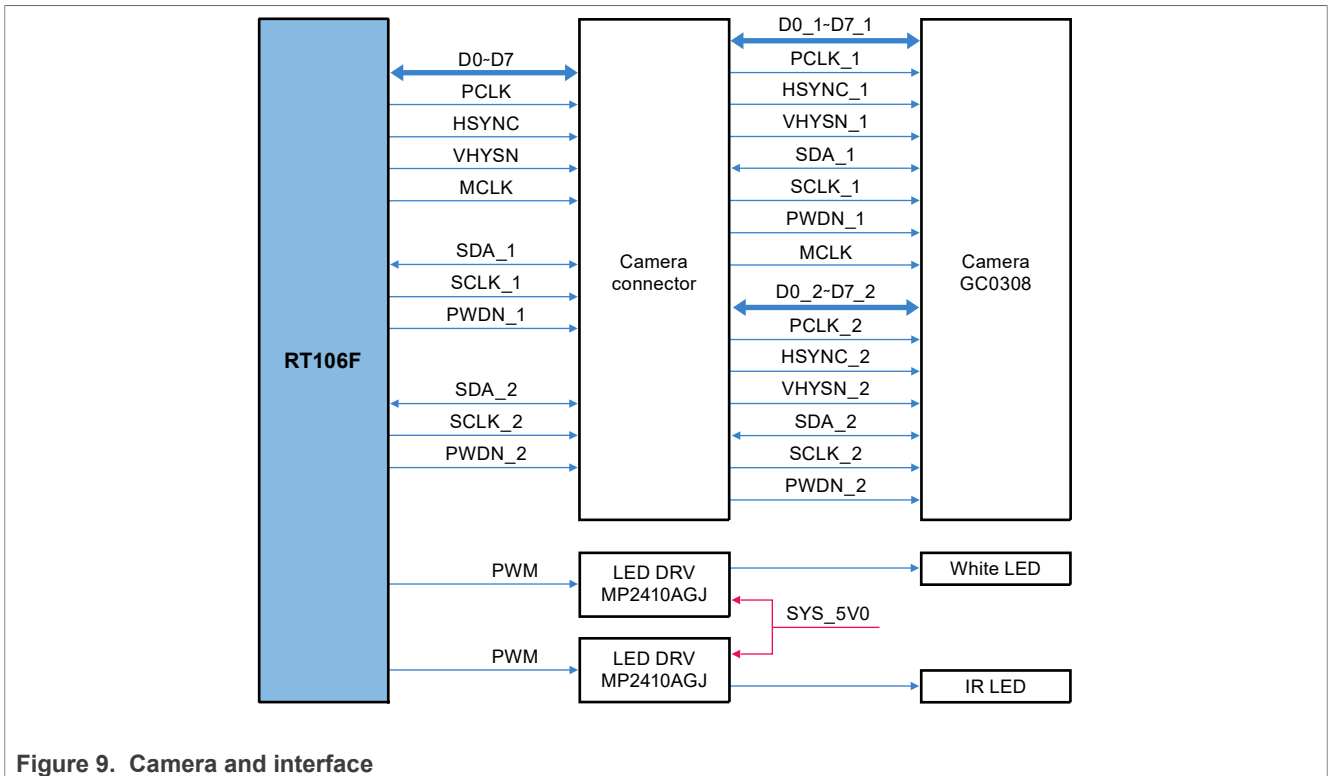 RT106F
D0~D7
PCLK
HSYNC
VHYSN
MCLK
SDA_1
SCLK_1
PWDN_1
SDA_2
SCLK_2
PWDN_2
PWM
PWM
Camera
connector
D0_1~D7_1
PCLK_1
HSYNC_1
VHYSN_1
SDA_1
SCLK_1
PWDN_1
MCLK
D0_2~D7_2
PCLK_2
HSYNC_2
VHYSN_2
SDA_2
SCLK_2
PWDN_2
Camera
GC0308
LED DRV
MP2410AGJ
SYS_5V0
LED DRV
MP2410AGJ
White LED
IR LED
Figure 9. Camera and interface